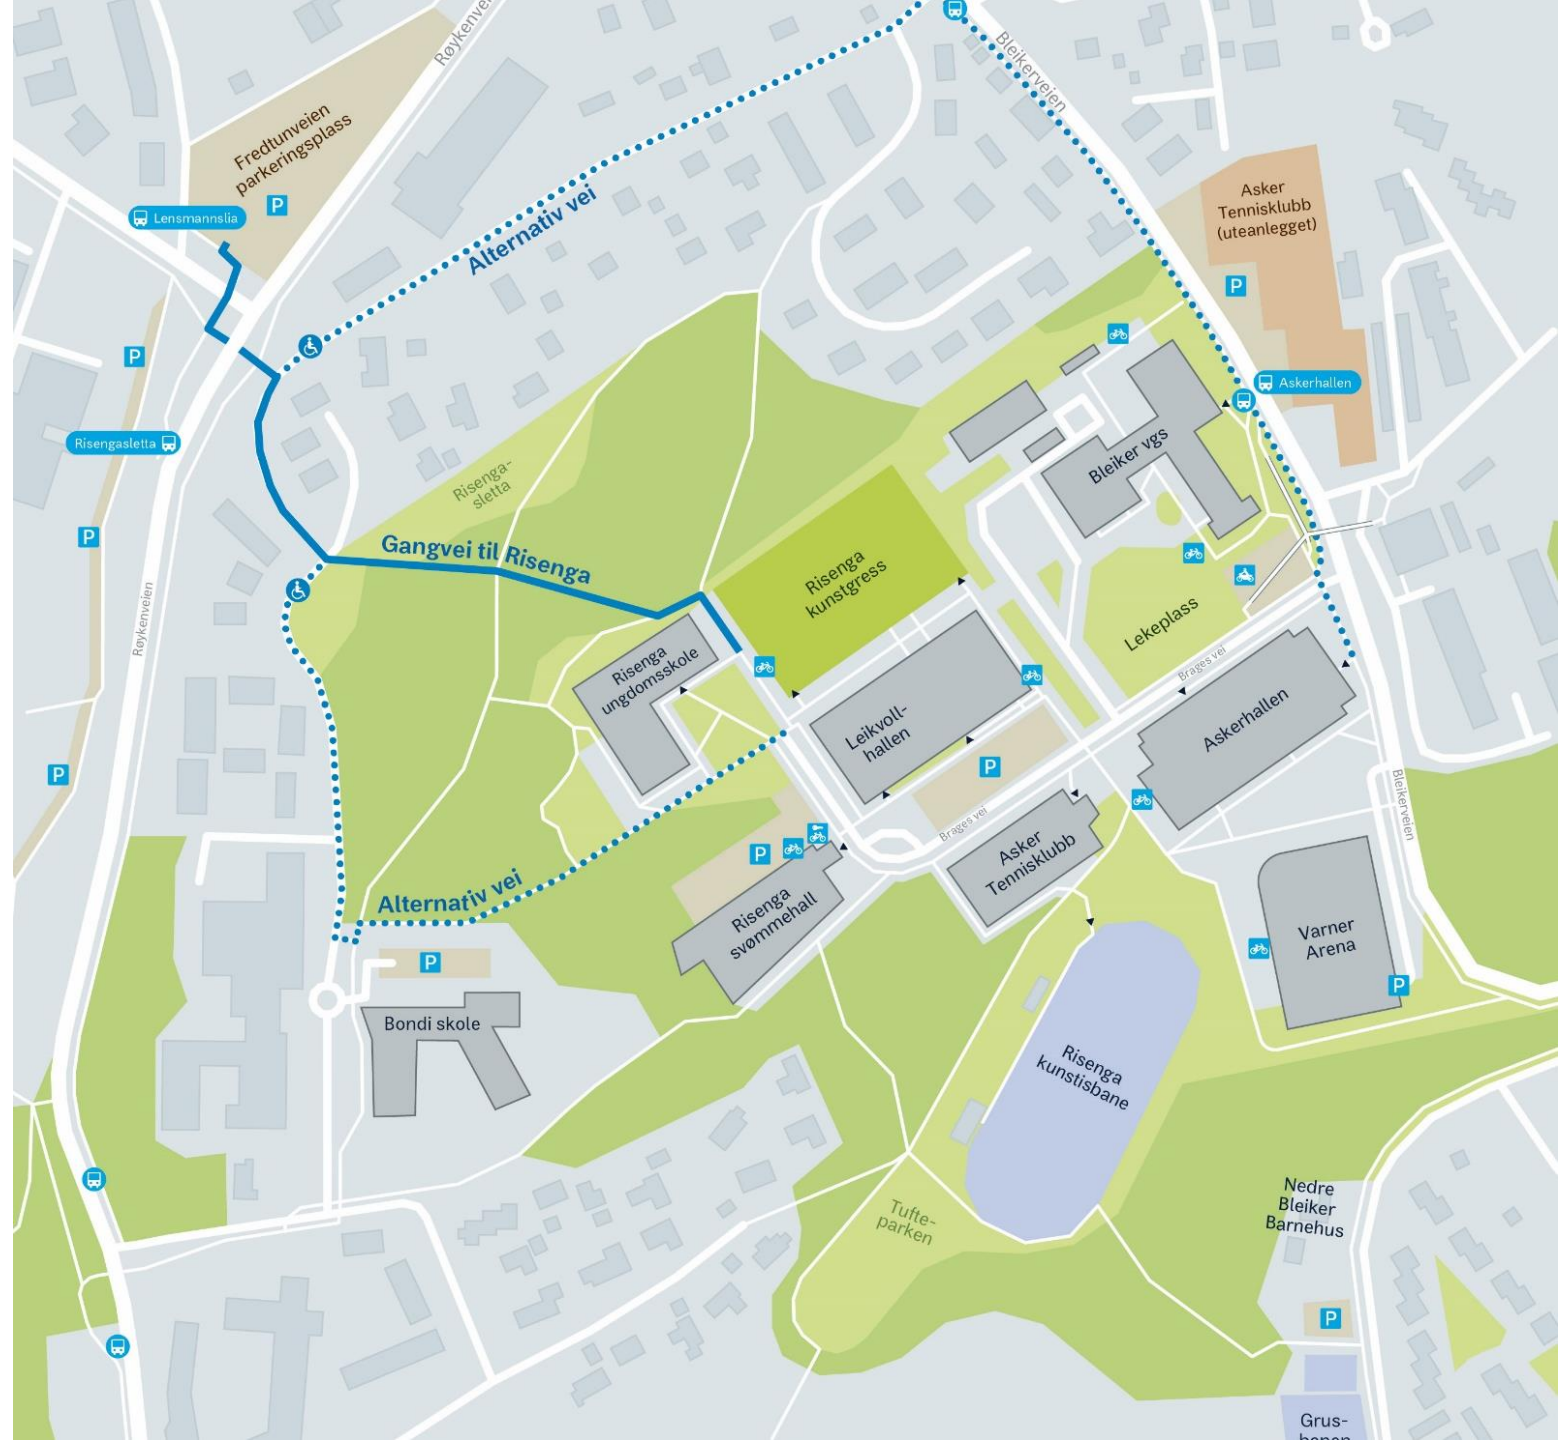 Røykenvei
Bleikerveien
Fredtunveien
parkeringsplass
P
Lensmannslia
Alternativ vei
Asker
Tennisklubb
(uteanlegget)
P
P
Askerhallen
Risengasletta
Bleiker vgs
Risenga-
sletta
P
Gangvei til Risenga
Risenga
kunstgress
Røykenveien
Lekeplass
Brages vei
Risenga
ungdomsskole
Leikvoll-
hallen
Askerhallen
P
P
Bleikerveien
Brages vei
Asker
Tennisklubb
P
Alternativ vei
Risenga
svømmehall
Varner
Arena
P
P
Bondi skole
Risenga
kunstisbane
Nedre
Bleiker
Barnehus
Tufte-
parken
P
Grus-
banen